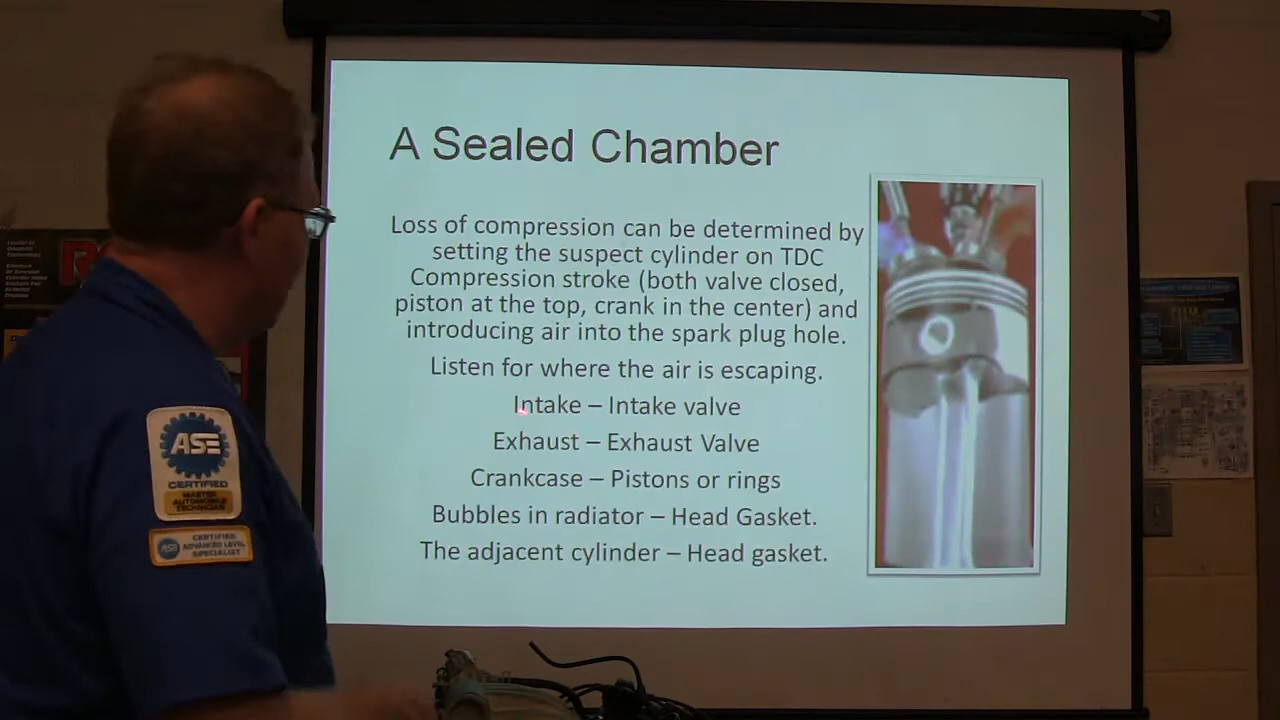 A Sealed Chamber
Loss of compression can be determined by
setting the suspect cylinder on TDC
Compression stroke (both valve closed,
piston at the top, crank in the center) and
introducing air into the spark plug hole.
Listen for where the air is escaping.
Intake – Intake valve
Exhaust – Exhaust Valve
Crankcase – Pistons or rings
Bubbles in radiator – Head Gasket.
The adjacent cylinder – Head gasket.
ASE
CERTIFIED
MASTER
AUTOMOBILE
TECHNICIAN
ASE
CERTIFIED
ADVANCED LEVEL
SPECIALIST